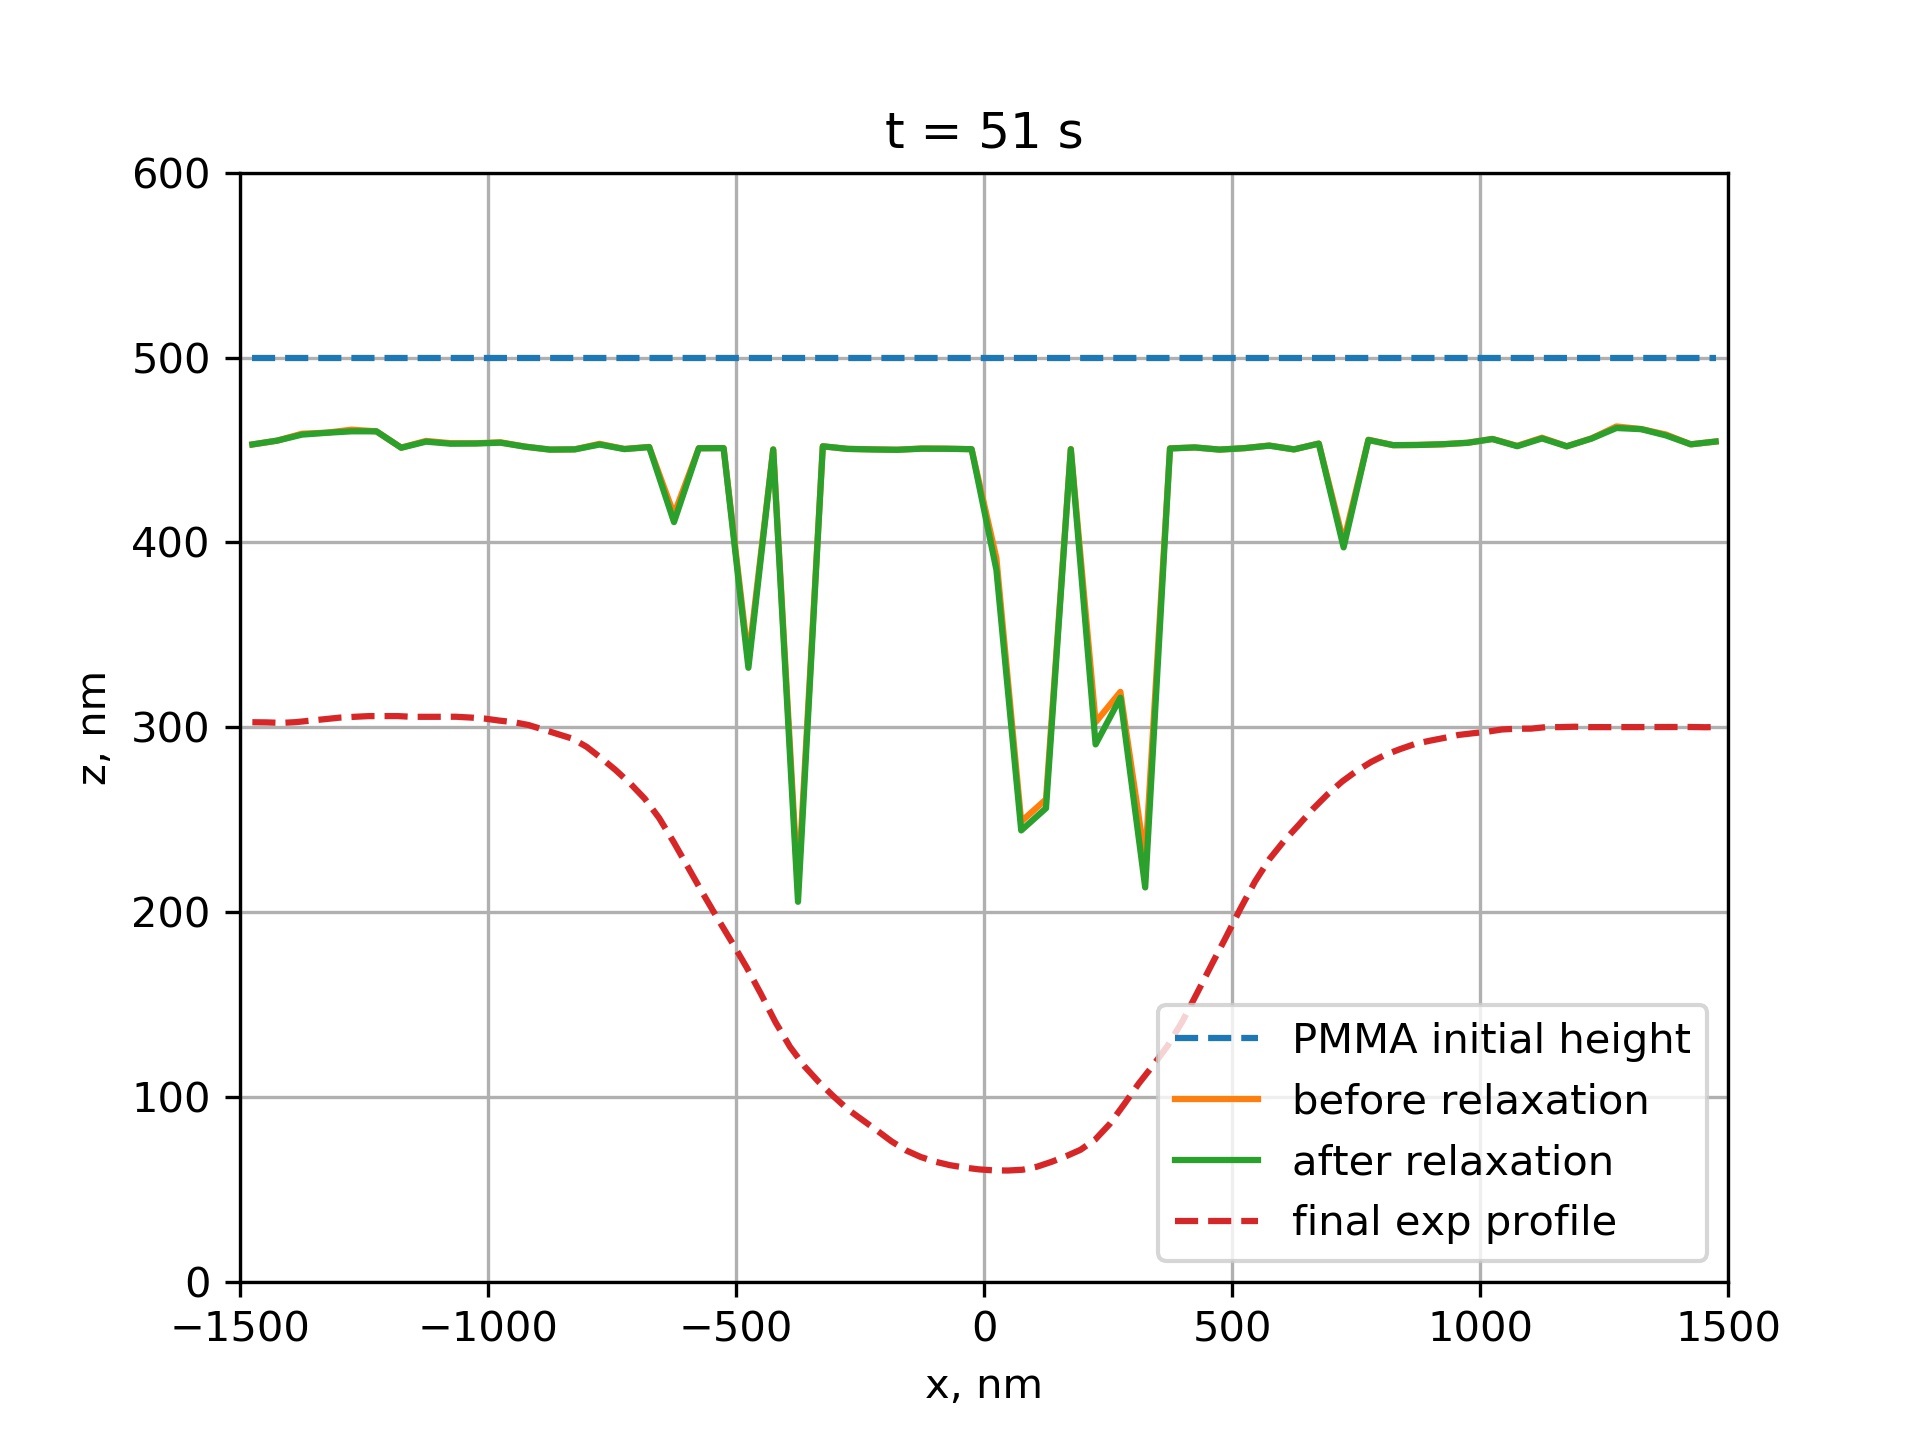 t = 51 s
600
500
400
300
200
100
0
z, nm
−1500 −1000 −500 0 500 1000 1500
x, nm
PMMA initial height
before relaxation
after relaxation
final exp profile